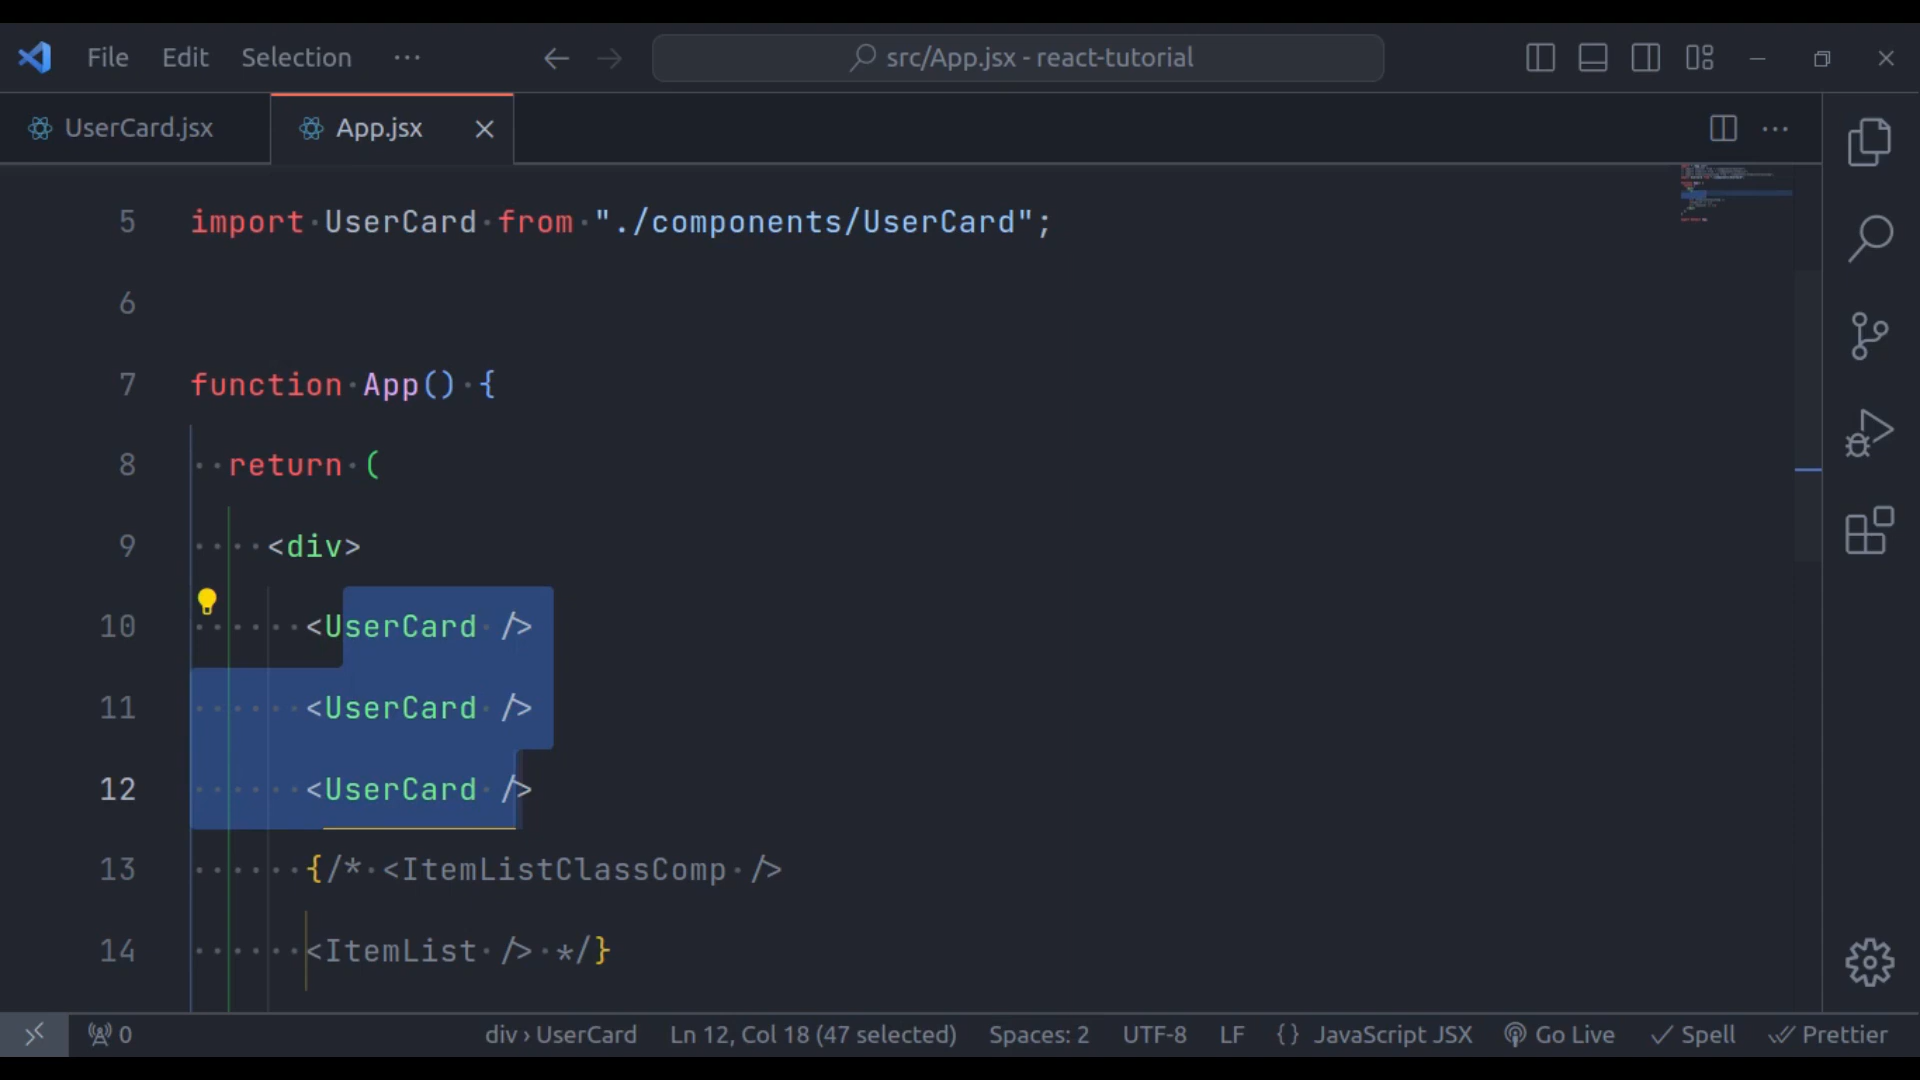 File Edit Selection ··· src/App.jsx - react-tutorial
UserCard.jsx App.jsx
5 import UserCard from "./components/UserCard";
6
7 function App() {
8 return (
9 <div>
10 <UserCard />
11 <UserCard />
12 <UserCard />
13 {/* <ItemListClassComp />
14 <ItemList /> */}
0 div › UserCard Ln 12, Col 18 (47 selected) Spaces: 2 UTF-8 LF {} JavaScript JSX Go Live Spell Prettier